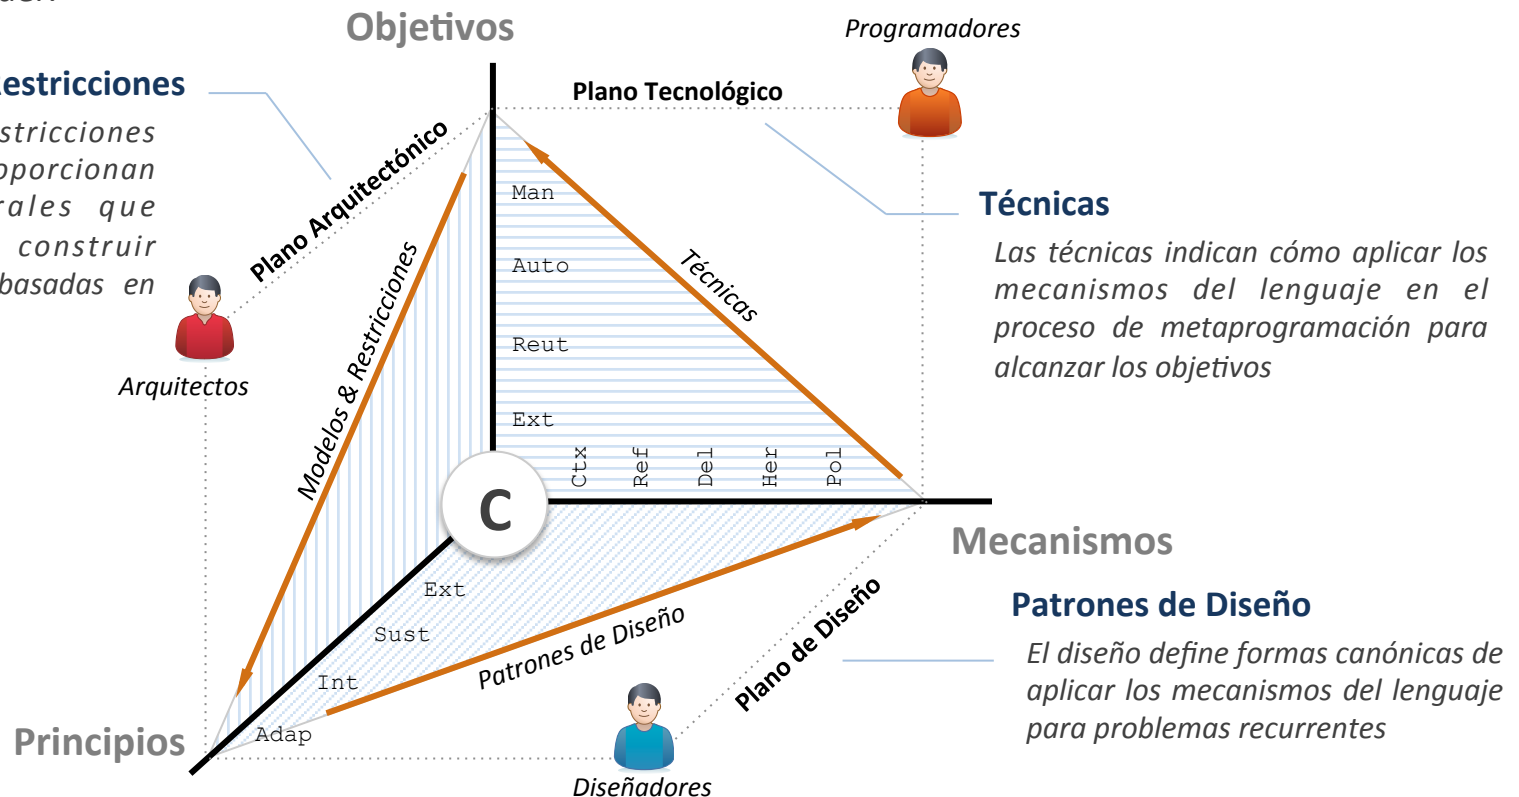 Objetivos
Programadores
Restricciones
Plano Tecnológico
Plano Arquitectónico
que
construir
basadas en
Man
Técnicas
Auto
Técnicas
Las técnicas indican cómo aplicar los
mecanismos del lenguaje en el
proceso de metaprogramación para
alcanzar los objetivos
Modelos & Restricciones
Reut
Arquitectos
Ext
Ctx
Ref
Del
Her
Pol
C
Mecanismos
Ext
Patrones de Diseño
Sust
Patrones de Diseño
Plano de Diseño
El diseño define formas canónicas de
aplicar los mecanismos del lenguaje
para problemas recurrentes
Int
Principios
Adap
Diseñadores